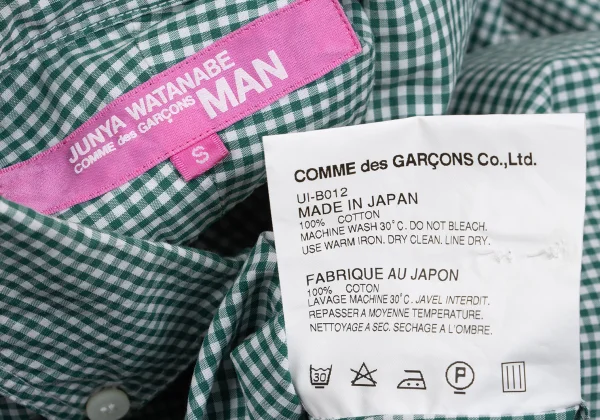 JUNYA WATANABE
COMME des GARÇONS MAN
S
COMME des GARÇONS Co.,Ltd.
UI-B012
MADE IN JAPAN
100% COTTON
MACHINE WASH 30°C. DO NOT BLEACH.
USE WARM IRON. DRY CLEAN. LINE DRY.
FABRIQUE AU JAPON
100% COTON
LAVAGE MACHINE 30°C. JAVEL INTERDIT.
REPASSER A MOYENNE TEMPERATURE.
NETTOYAGE A SEC. SECHAGE A L'OMBRE.
30 P